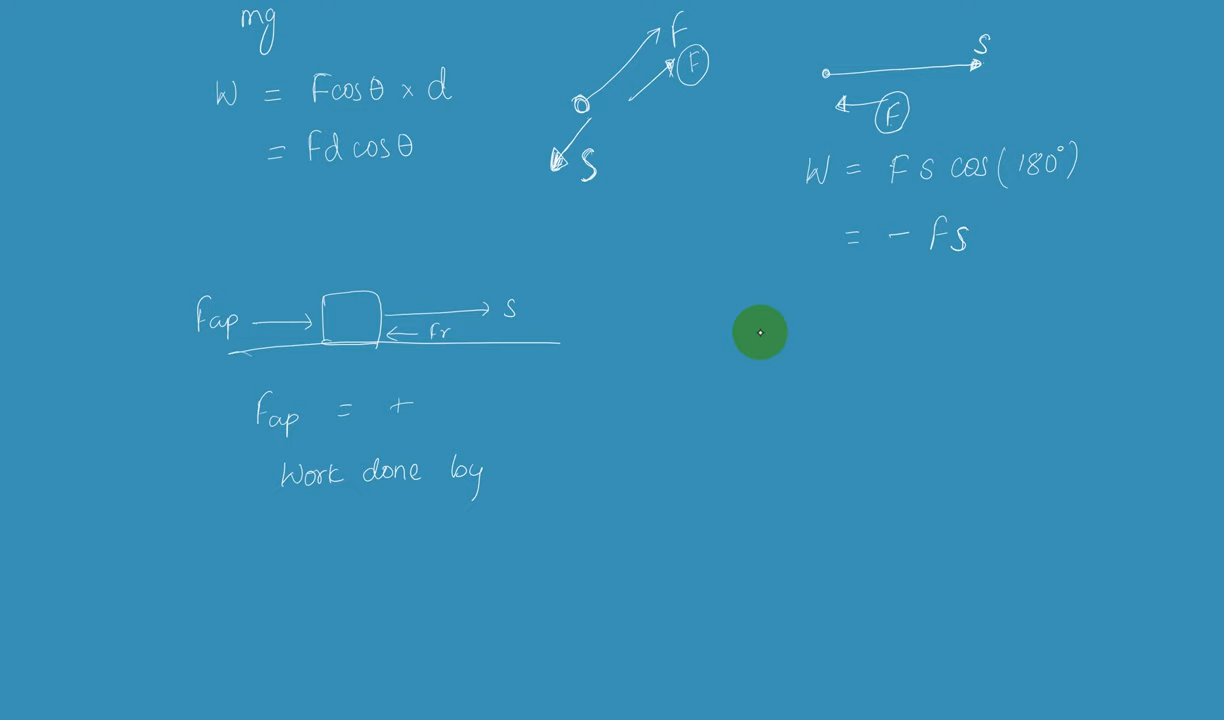 mg
W = Fcosθ × d
= Fd cosθ
F
F
S
S
F
W = F s cos(180°)
= - Fs
Fap
S
Fr
Fap = +
Work done by